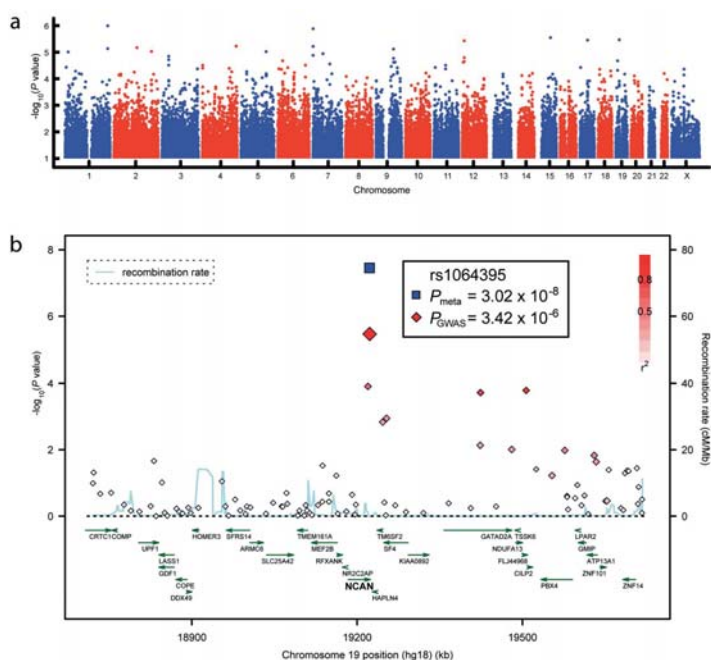 a
-log10(P value)
6
5
4
3
2
1
1 2 3 4 5 6 7 8 9 10 11 12 13 14 15 16 17 18 19 20 21 22 X
Chromosome
b
8
6
4
2
0
-log10(P value)
recombination rate
rs1064395
Pmeta = 3.02 x 10-8
PGWAS = 3.42 x 10-6
0.8
0.5
r2
80
60
40
20
0
Recombination rate (cM/Mb)
CRTC1 COMP HOMER3 SFRS14 TMEM161A TM6SF2 GATAD2A TSSK6 LPAR2
UPF1 ARMC6 MEF2B SF4 NDUFA13 GMIP
LASS1 SLC25A42 RFXANK KIAA0892 FLJ44968 ATP13A1
GDF1 NR2C2AP CILP2 ZNF101
COPE NCAN PBX4 ZNF14
DDX49 HAPLN4
18900 19200 19500
Chromosome 19 position (hg18) (kb)